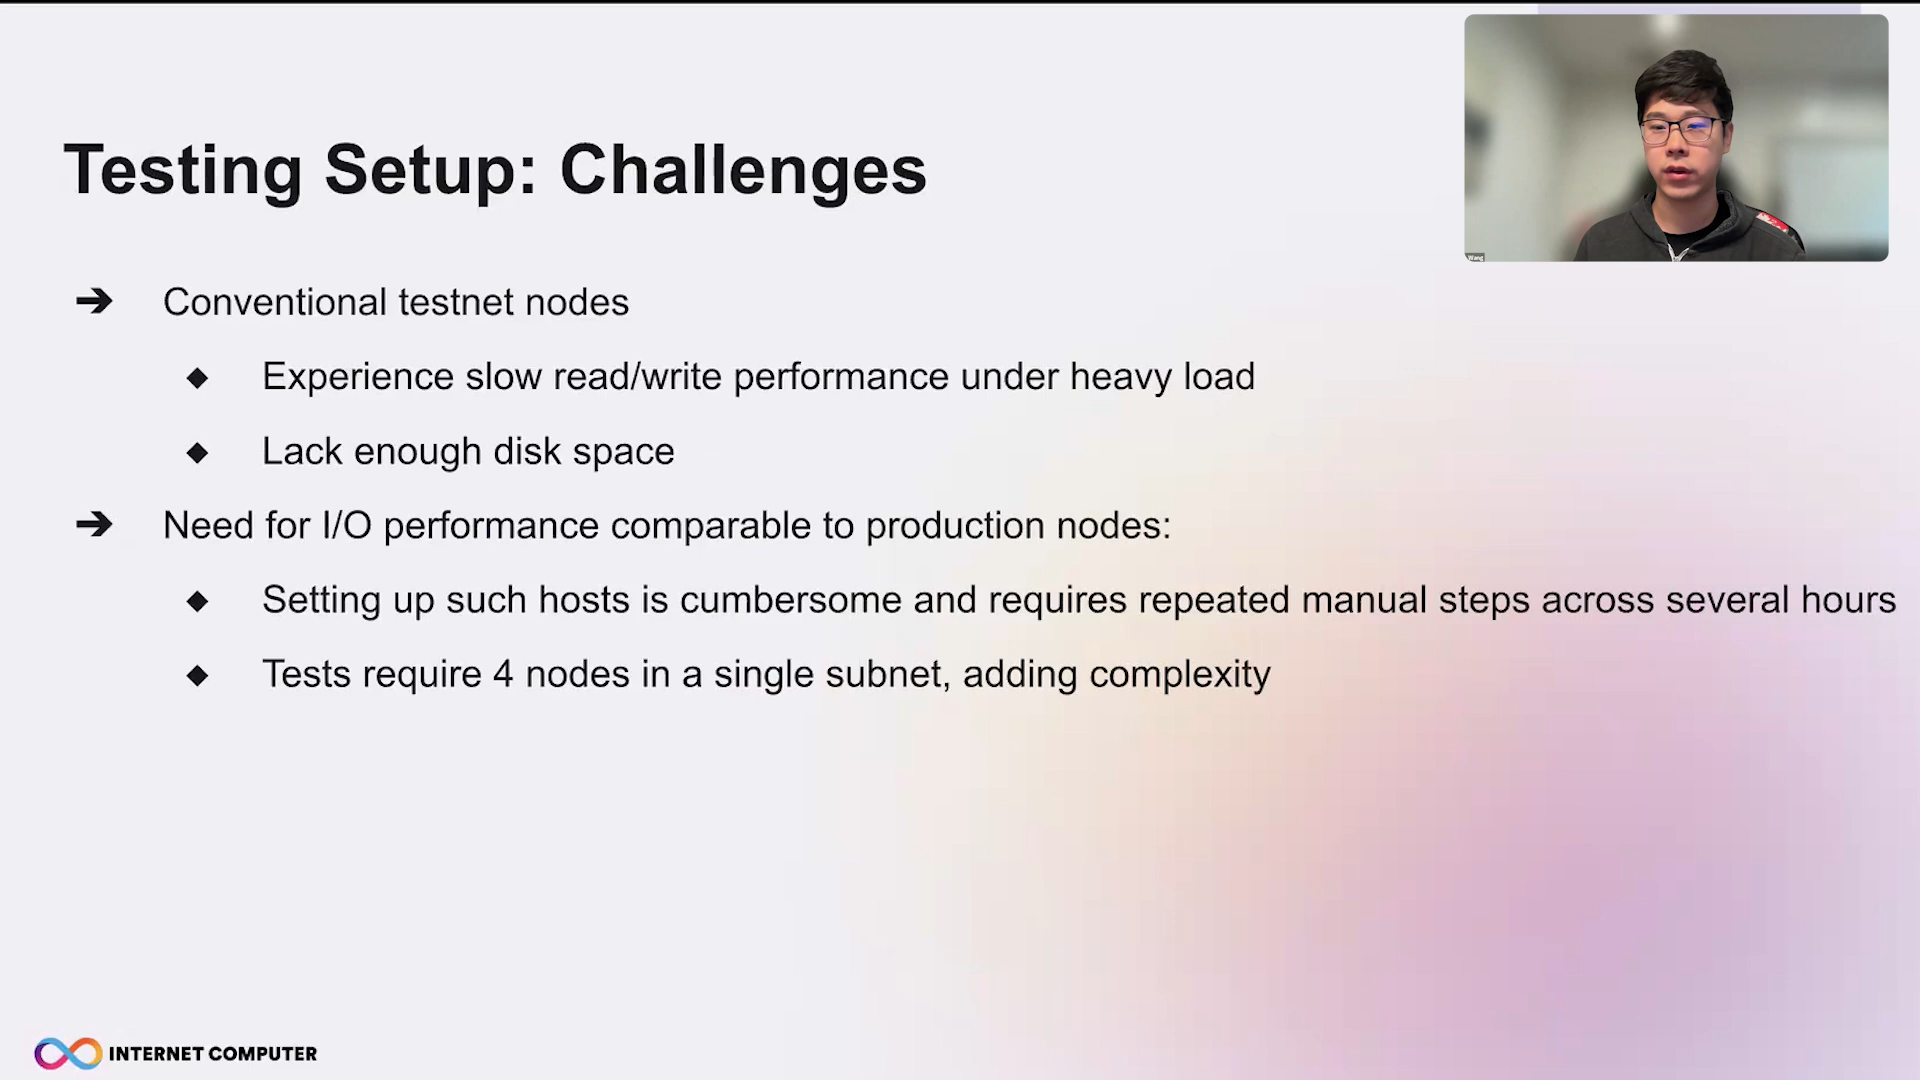 Testing Setup: Challenges
Wang
➔ Conventional testnet nodes
◆ Experience slow read/write performance under heavy load
◆ Lack enough disk space
➔ Need for I/O performance comparable to production nodes:
◆ Setting up such hosts is cumbersome and requires repeated manual steps across several hours
◆ Tests require 4 nodes in a single subnet, adding complexity
INTERNET COMPUTER